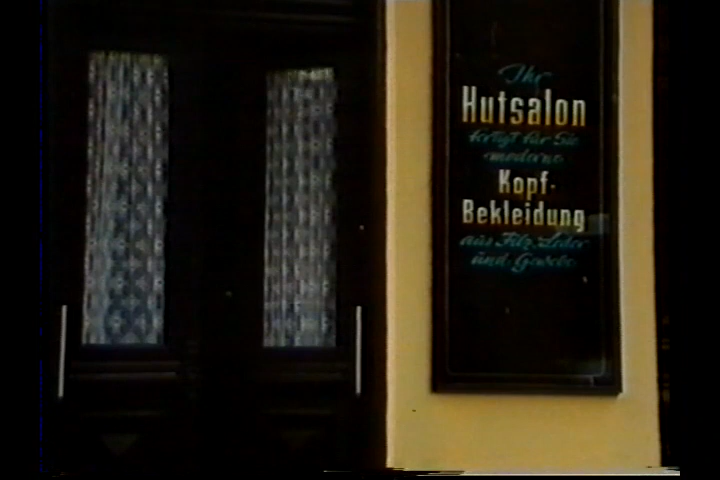 Ihr
Hutsalon
fertigt für Sie
moderne
Kopf-
Bekleidung
aus Filz, Leder
und Gewebe